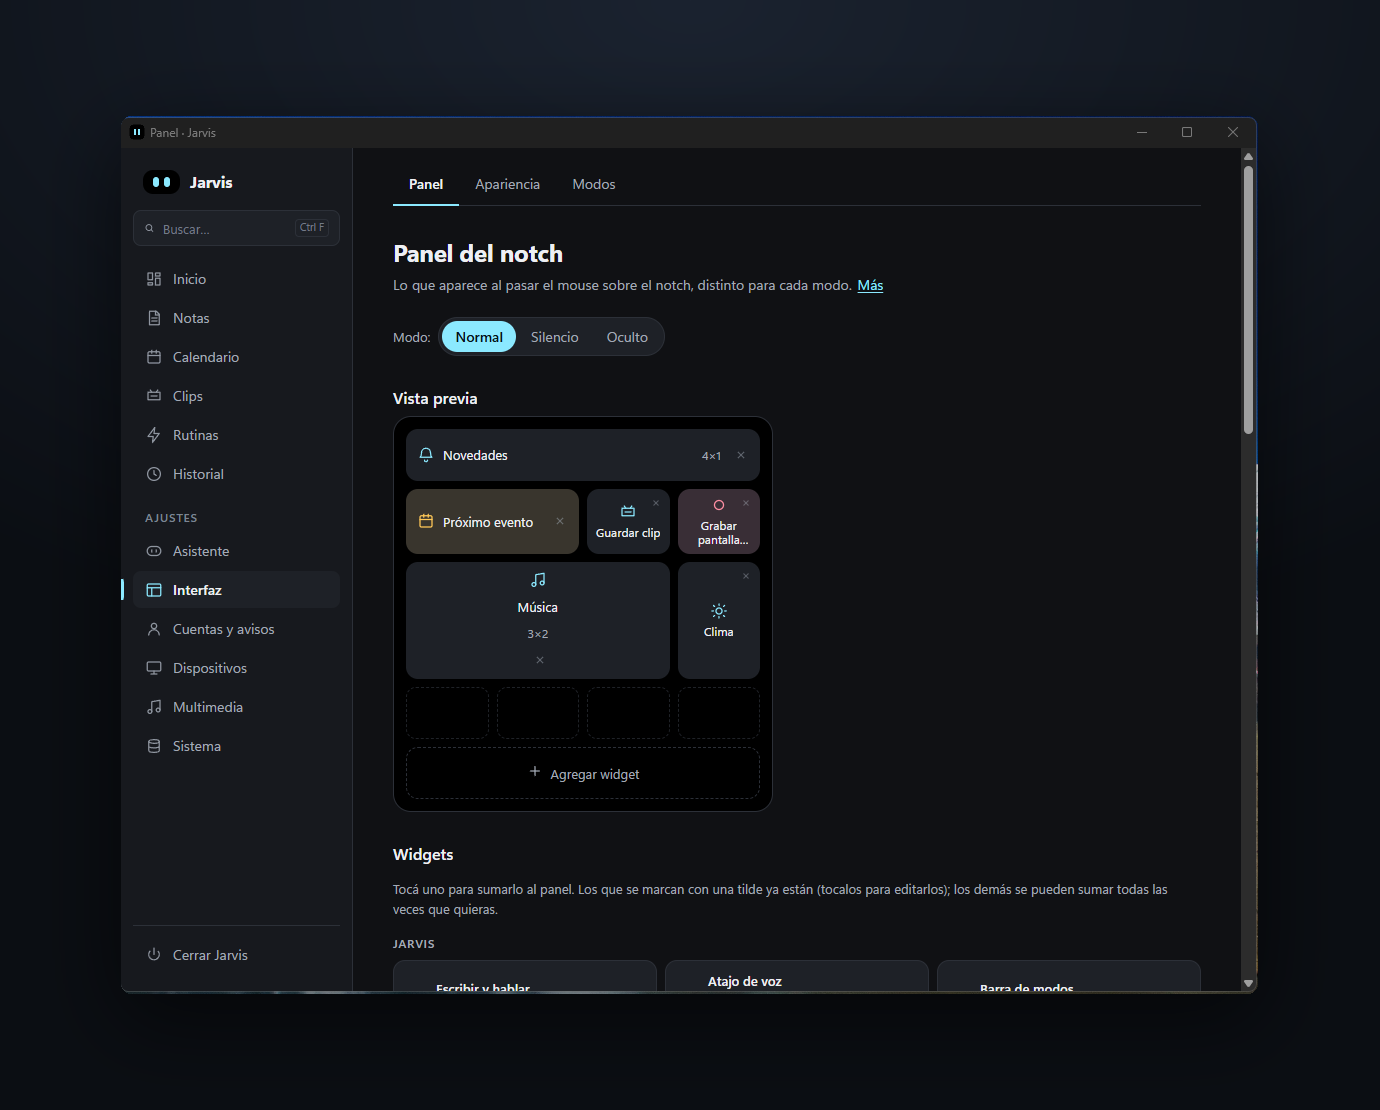 Panel · Jarvis
Jarvis
Buscar...
Ctrl F
Inicio
Notas
Calendario
Clips
Rutinas
Historial
AJUSTES
Asistente
Interfaz
Cuentas y avisos
Dispositivos
Multimedia
Sistema
Cerrar Jarvis
Panel
Apariencia
Modos
Panel del notch
Lo que aparece al pasar el mouse sobre el notch, distinto para cada modo. Más
Modo:
Normal
Silencio
Oculto
Vista previa
Novedades
4×1
Próximo evento
Guardar clip
Grabar
pantalla...
Música
3×2
Clima
Agregar widget
Widgets
Tocá uno para sumarlo al panel. Los que se marcan con una tilde ya están (tocalos para editarlos); los demás se pueden sumar todas las
veces que quieras.
JARVIS
Escribir y hablar
Atajo de voz
Barra de modos